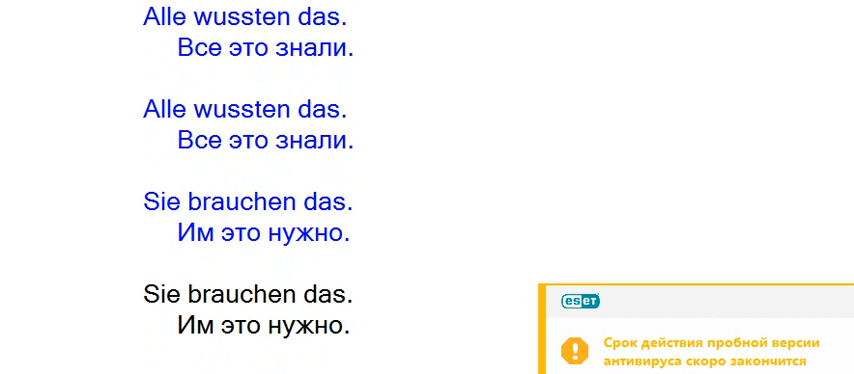 Alle wussten das.
Все это знали.
Alle wussten das.
Все это знали.
Sie brauchen das.
Им это нужно.
Sie brauchen das.
Им это нужно.
eset
Срок действия пробной версии
антивируса скоро закончится